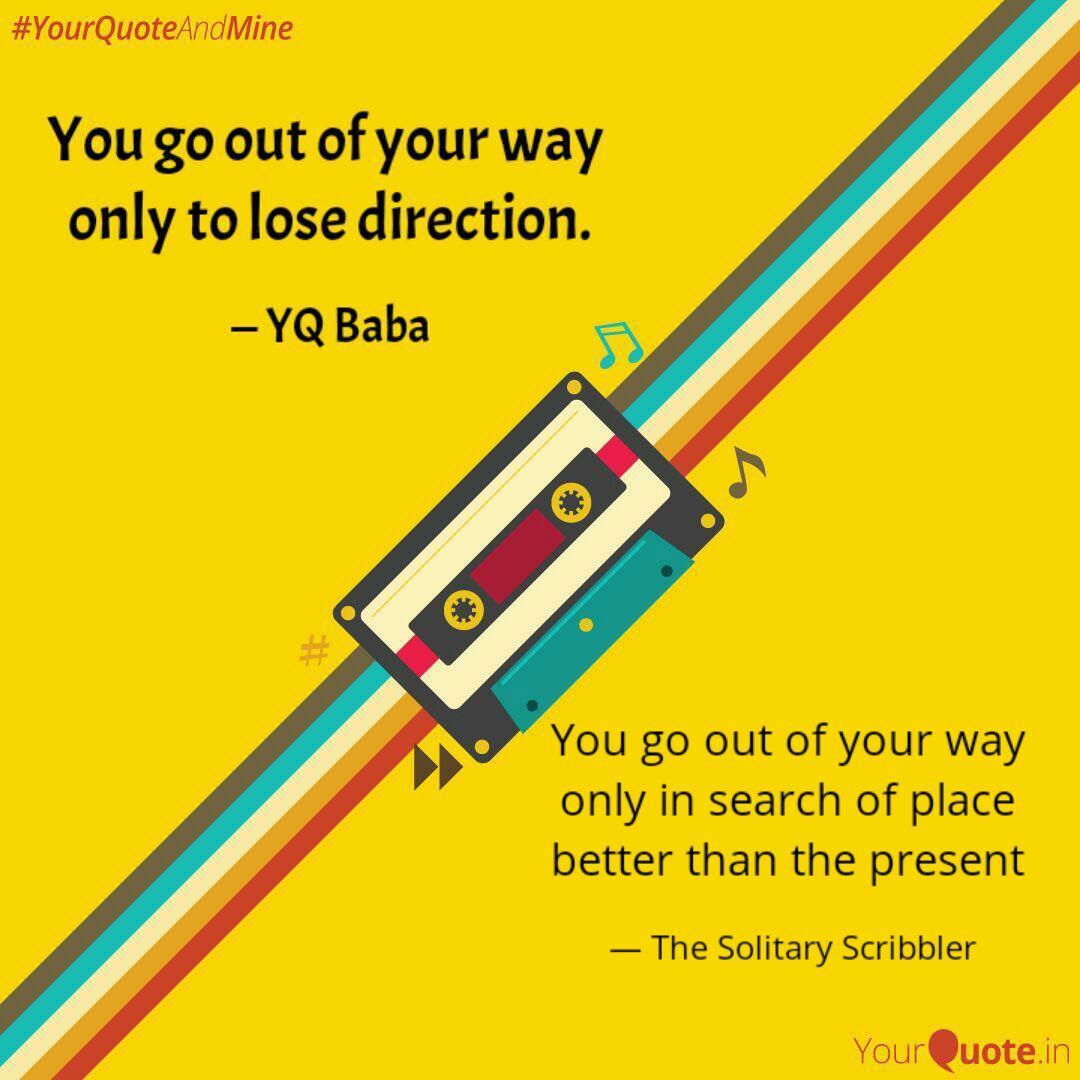 #YourQuoteAndMine
You go out of your way
only to lose direction.
– YQ Baba
#
You go out of your way
only in search of place
better than the present
— The Solitary Scribbler
YourQuote.in